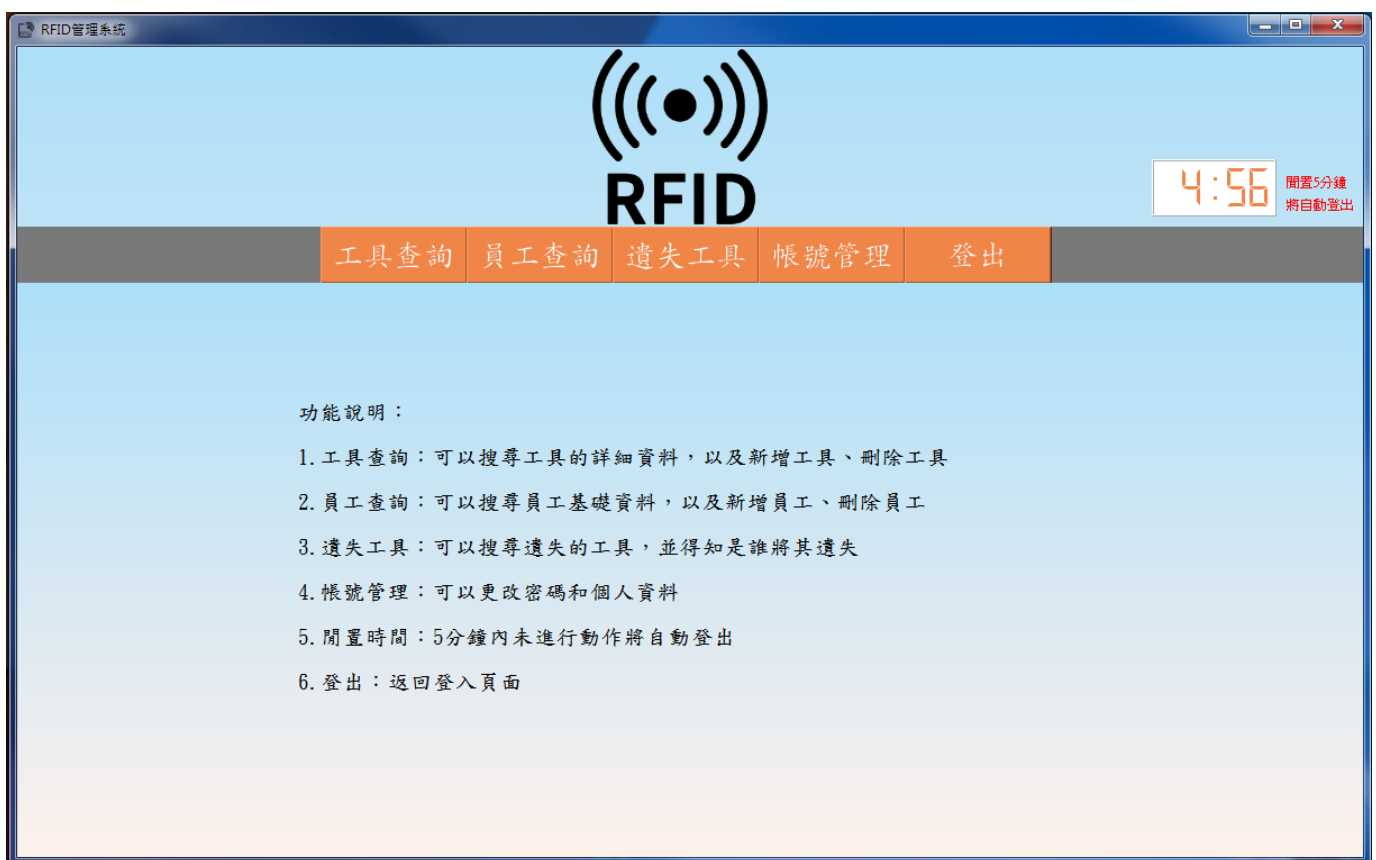 RFID管理系統
RFID
4:56
閒置5分鐘
將自動登出
工具查詢 員工查詢 遺失工具 帳號管理 登出
功能說明：
1.工具查詢：可以搜尋工具的詳細資料，以及新增工具、刪除工具
2.員工查詢：可以搜尋員工基礎資料，以及新增員工、刪除員工
3.遺失工具：可以搜尋遺失的工具，並得知是誰將其遺失
4.帳號管理：可以更改密碼和個人資料
5.閒置時間：5分鐘內未進行動作將自動登出
6.登出：返回登入頁面